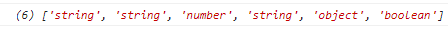 (6) ['string', 'string', 'number', 'string', 'object', 'boolean']